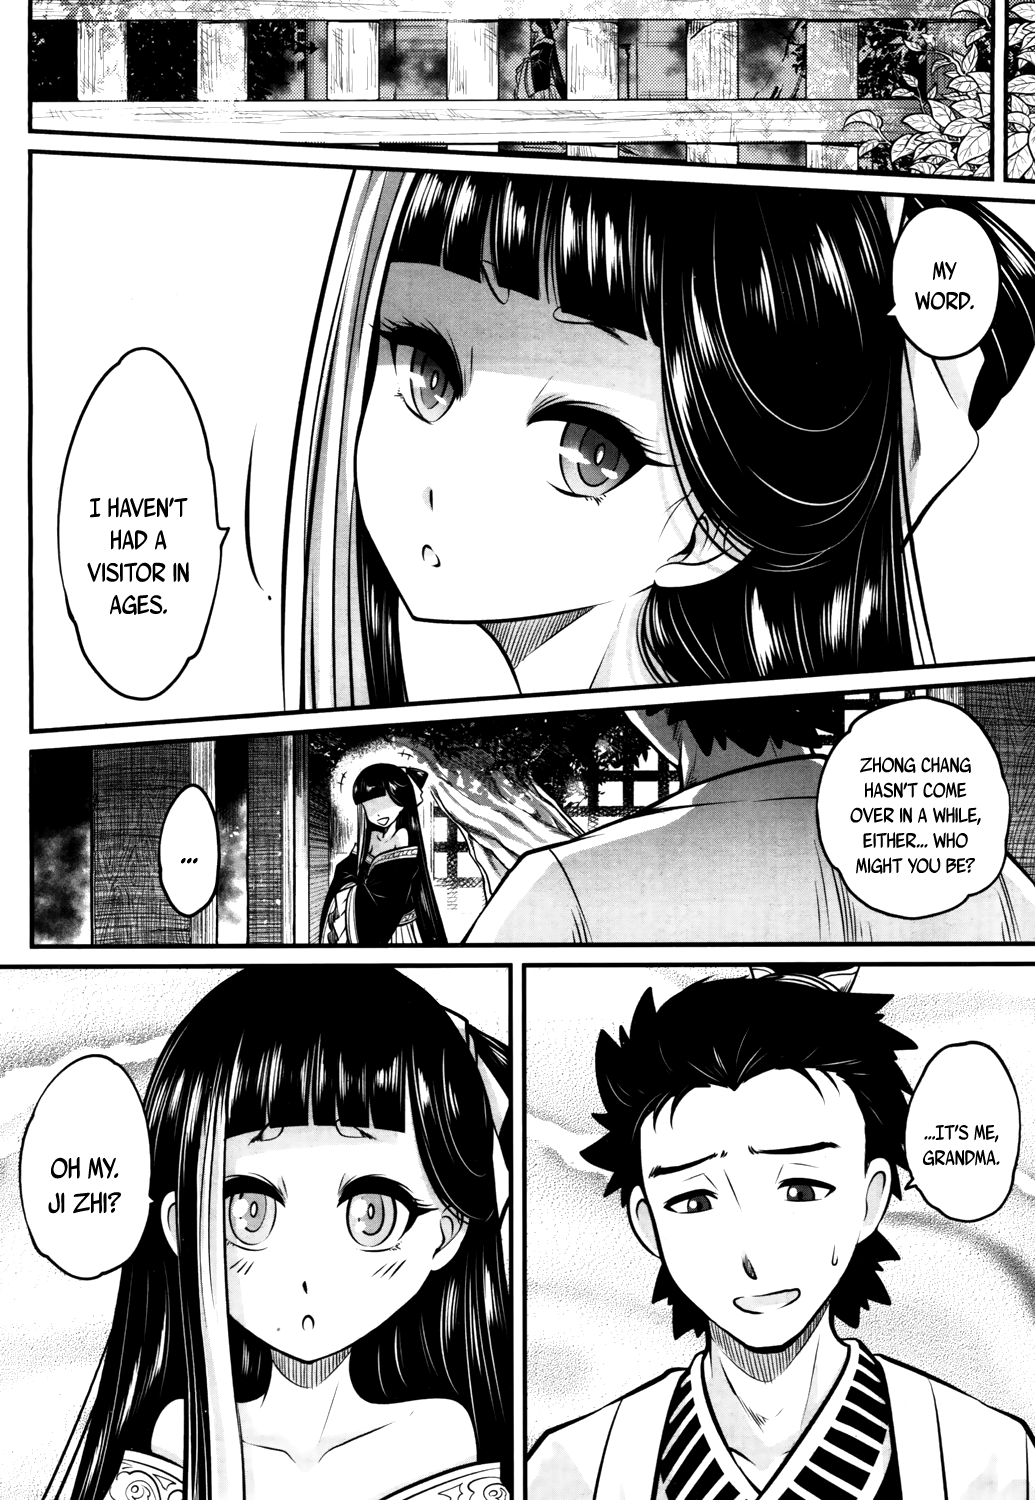 MY
WORD.
I HAVEN'T
HAD A
VISITOR IN
AGES.
ZHONG CHANG
HASN'T COME
OVER IN A WHILE,
EITHER... WHO
MIGHT YOU BE?
...
...IT'S ME,
GRANDMA.
OH MY.
JI ZHI?